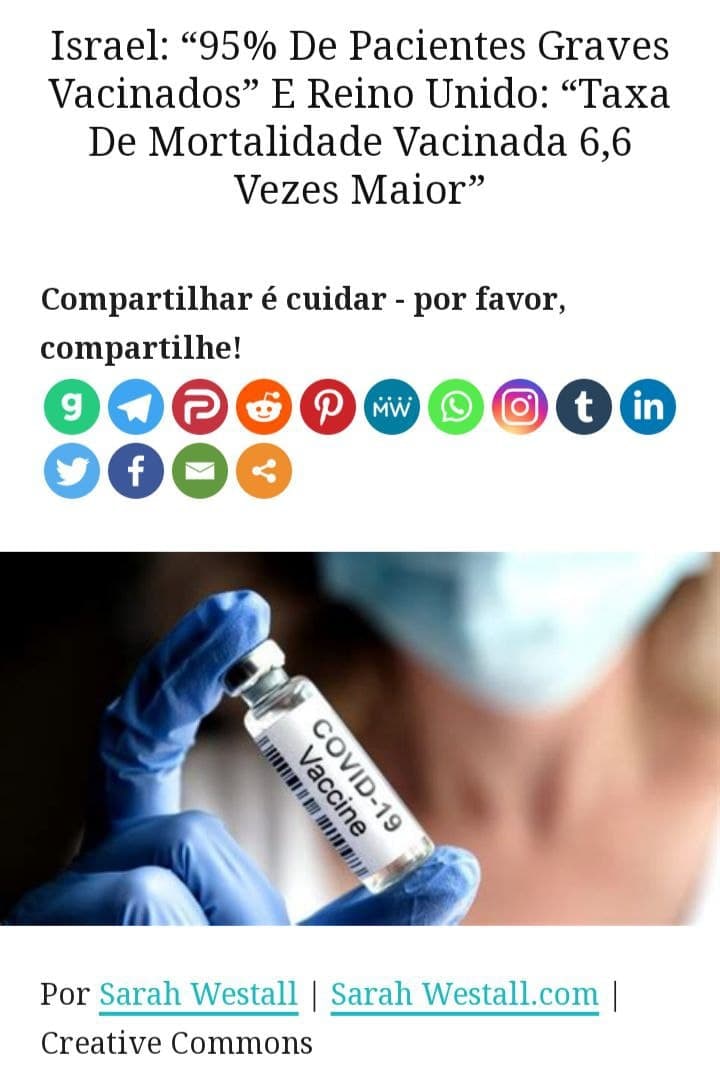 Israel: “95% De Pacientes Graves
Vacinados” E Reino Unido: “Taxa
De Mortalidade Vacinada 6,6
Vezes Maior”
Compartilhar é cuidar - por favor,
compartilhe!
g
MW
t
in
f
COVID-19
Vaccine
Por Sarah Westall | Sarah Westall.com |
Creative Commons